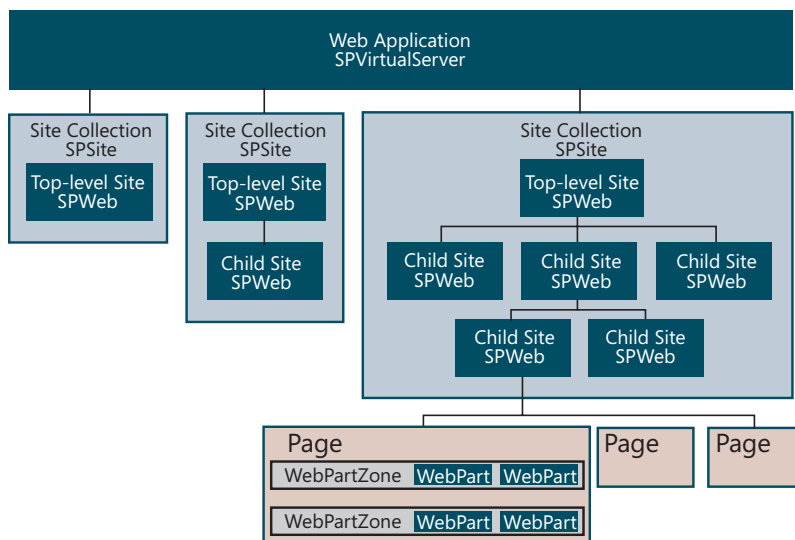 Web Application
SPVirtualServer
Site Collection
SPSite
Top-level Site
SPWeb
Site Collection
SPSite
Top-level Site
SPWeb
Child Site
SPWeb
Site Collection
SPSite
Top-level Site
SPWeb
Child Site
SPWeb
Child Site
SPWeb
Child Site
SPWeb
Child Site
SPWeb
Child Site
SPWeb
Page
WebPartZone WebPart WebPart
WebPartZone WebPart WebPart
Page
Page